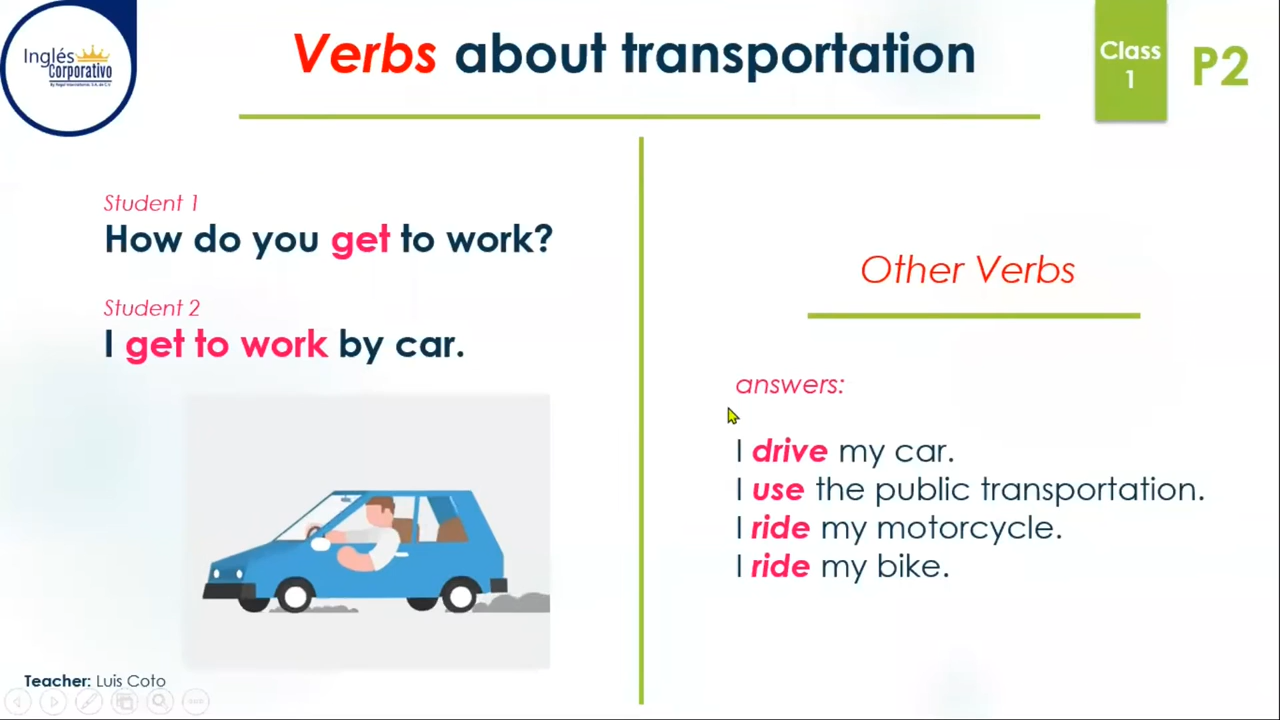 Inglés
Corporativo
Verbs about transportation
Class
1
P2
Student 1
How do you get to work?
Student 2
I get to work by car.
Other Verbs
answers:
I drive my car.
I use the public transportation.
I ride my motorcycle.
I ride my bike.
Teacher: Luis Coto